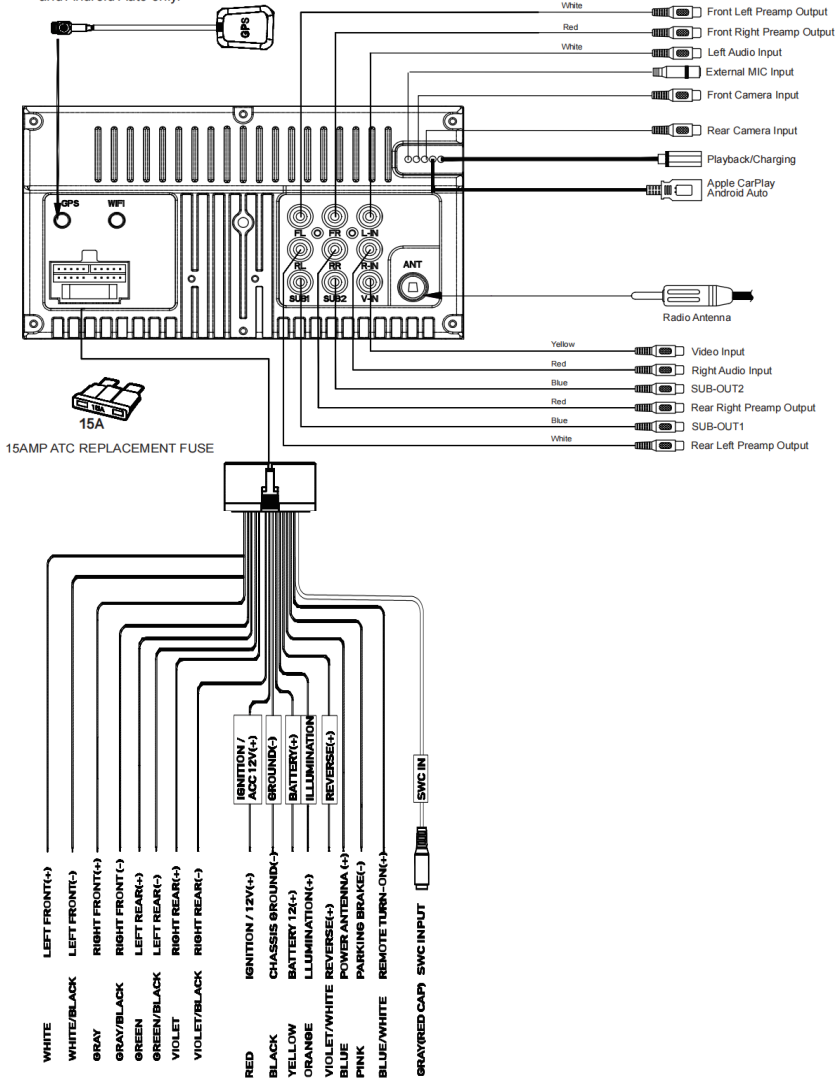 and Android Auto only.
GPS
White
Front Left Preamp Output
Red
Front Right Preamp Output
White
Left Audio Input
External MIC Input
Front Camera Input
Rear Camera Input
Playback/Charging
Apple CarPlay
Android Auto
GPS
WIFI
FL
FR
L-IN
RL
RR
R-IN
ANT
SUB1
SUB2
V-IN
Radio Antenna
Yellow
Video Input
Red
Right Audio Input
Blue
SUB-OUT2
Red
Rear Right Preamp Output
Blue
SUB-OUT1
White
Rear Left Preamp Output
15A
15A
15AMP ATC REPLACEMENT FUSE
IGNITION /
ACC 12V(+)
GROUND(-)
BATTERY(+)
ILLUMINATION
REVERSE(+)
SWC IN
WHITE LEFT FRONT(+)
WHITE/BLACK LEFT FRONT(-)
GRAY RIGHT FRONT(+)
GRAY/BLACK RIGHT FRONT(-)
GREEN LEFT REAR(+)
GREEN/BLACK LEFT REAR(-)
VIOLET RIGHT REAR(+)
VIOLET/BLACK RIGHT REAR(-)
RED IGNITION / 12V(+)
BLACK CHASSIS GROUND(-)
YELLOW BATTERY 12(+)
ORANGE LLUMINATION(+)
VIOLET/WHITE REVERSE(+)
BLUE POWER ANTENNA (+)
PINK PARKING BRAKE(-)
BLUE/WHITE REMOTE TURN-ON(+)
GRAY(RED CAP) SWC INPUT